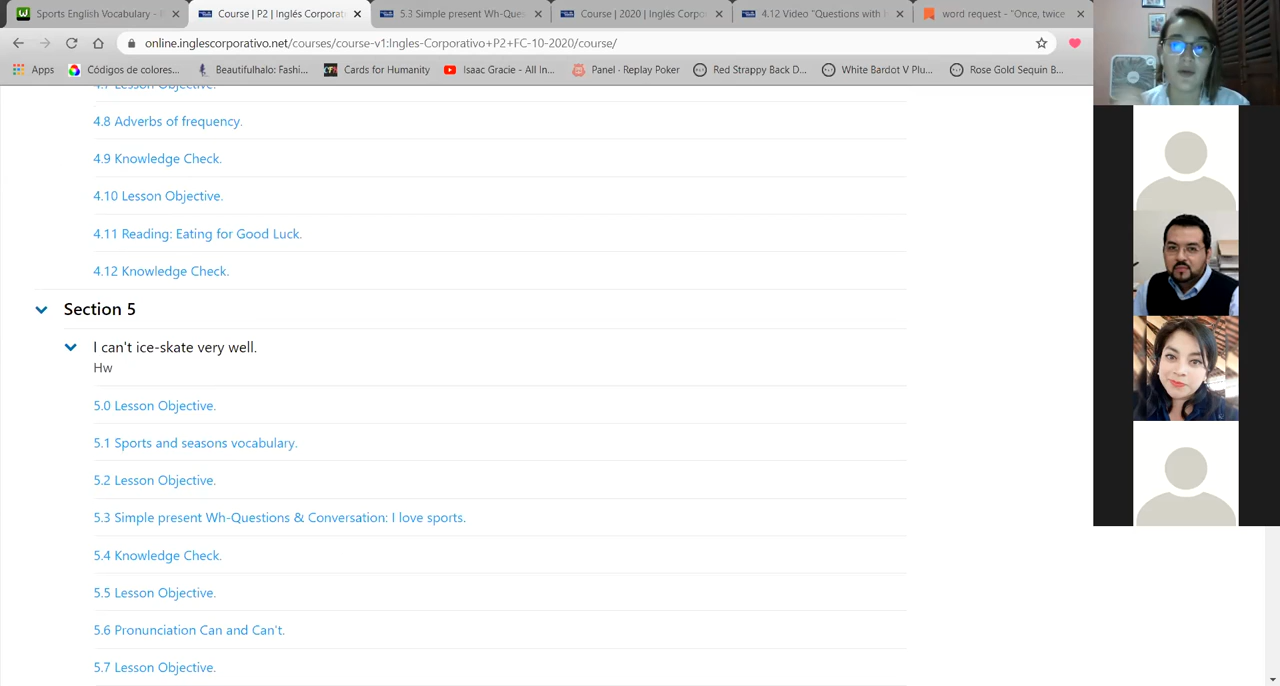 Sports English Vocabulary -
Course | P2 | Inglés Corporat
5.3 Simple present Wh-Ques
Course | 2020 | Inglés Corpo
4.12 Video "Questions with
word request - "Once, twice
online.inglescorporativo.net/courses/course-v1:Ingles-Corporativo+P2+FC-10-2020/course/
Apps
Códigos de colores...
Beautifulhalo: Fashi...
Cards for Humanity
Isaac Gracie - All In...
Panel · Replay Poker
Red Strappy Back D...
White Bardot V Plu...
Rose Gold Sequin B...
4.7 Lesson Objective.
4.8 Adverbs of frequency.
4.9 Knowledge Check.
4.10 Lesson Objective.
4.11 Reading: Eating for Good Luck.
4.12 Knowledge Check.
Section 5
I can't ice-skate very well.
Hw
5.0 Lesson Objective.
5.1 Sports and seasons vocabulary.
5.2 Lesson Objective.
5.3 Simple present Wh-Questions & Conversation: I love sports.
5.4 Knowledge Check.
5.5 Lesson Objective.
5.6 Pronunciation Can and Can't.
5.7 Lesson Objective.